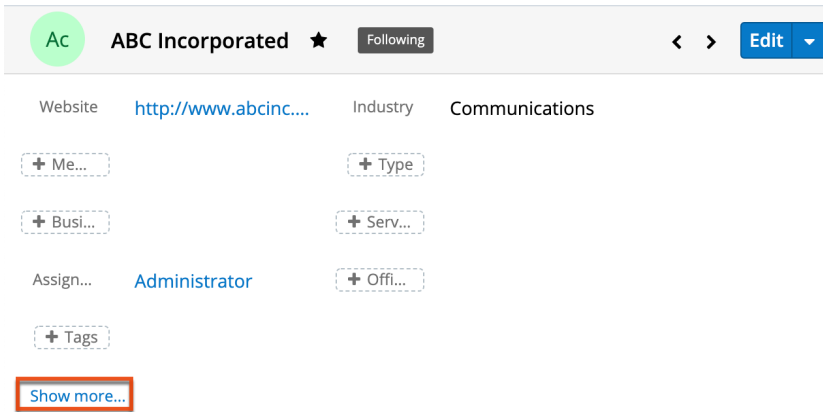 Ac ABC Incorporated Following Edit
Website http://www.abcinc.... Industry Communications
+ Me... + Type
+ Busi... + Serv...
Assign... Administrator + Offi...
+ Tags
Show more...